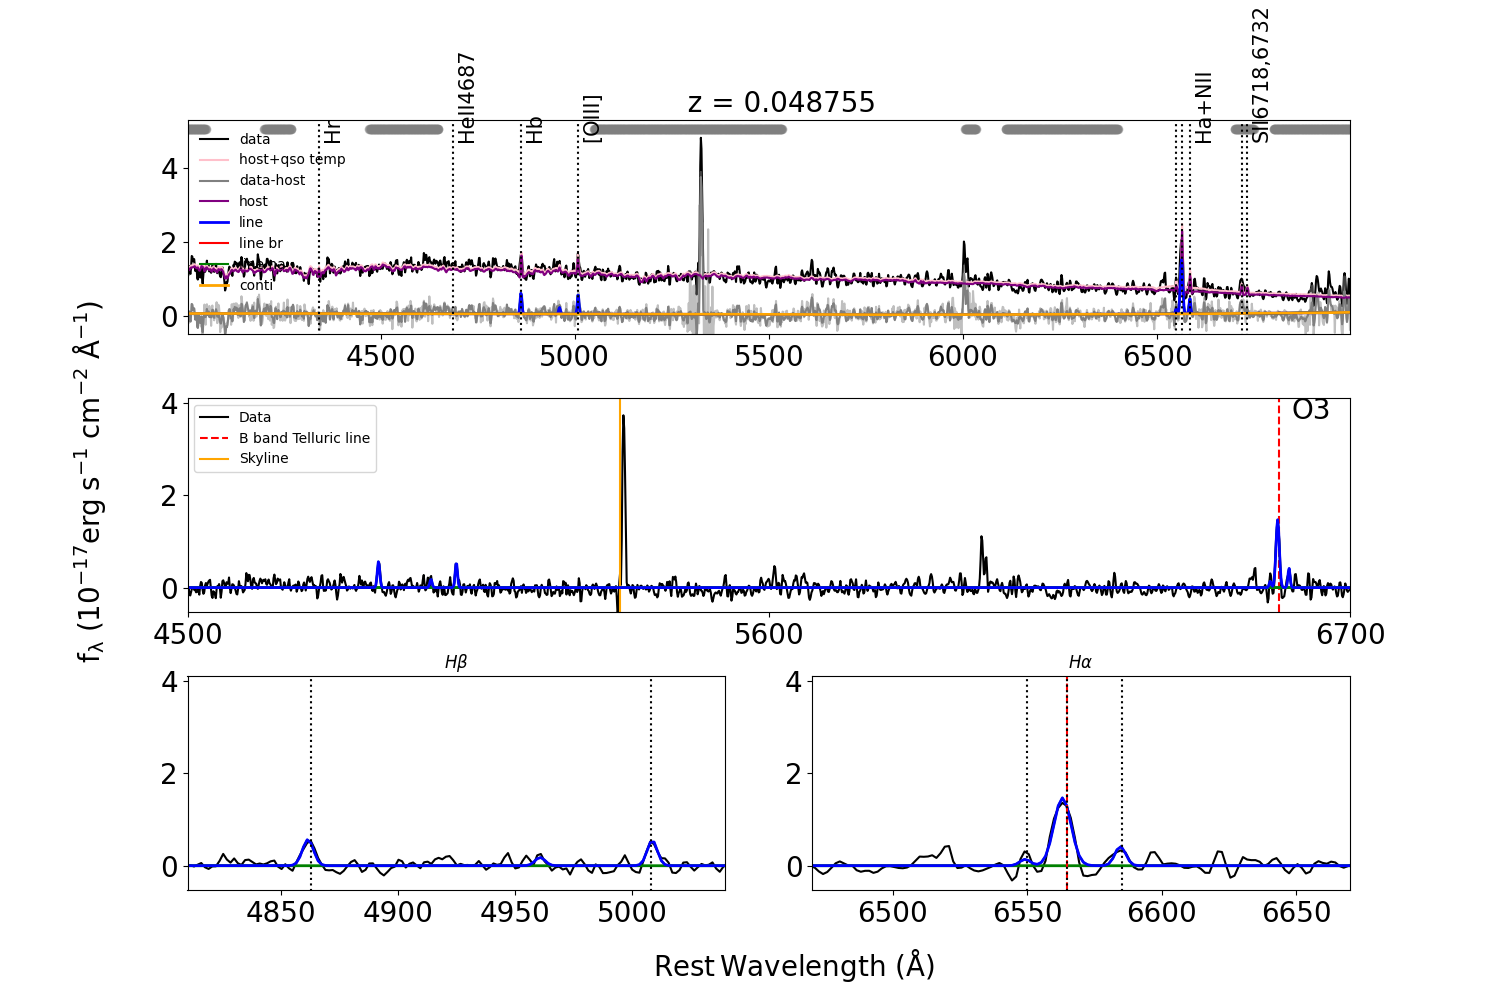 z = 0.048755
Hr
HeII4687
Hb
[OIII]
Ha+NII
SII6718,6732
data
host+qso temp
data-host
host
line
line br
conti
4
2
0
4500
5000
5500
6000
6500
Data
B band Telluric line
Skyline
O3
4
2
0
4500
5600
6700
fλ (10−17erg s−1 cm−2 Å−1)
Hβ
4
2
0
4850
4900
4950
5000
Hα
4
2
0
6500
6550
6600
6650
Rest Wavelength (Å)